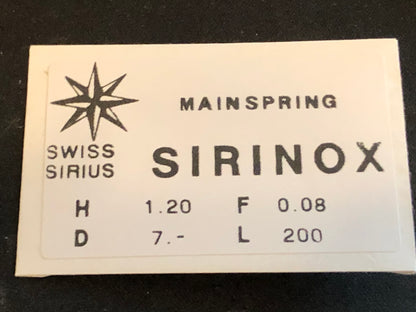 MAINSPRING
SWISS
SIRIUS
SIRINOX
H 1.20 F 0.08
D 7.- L 200